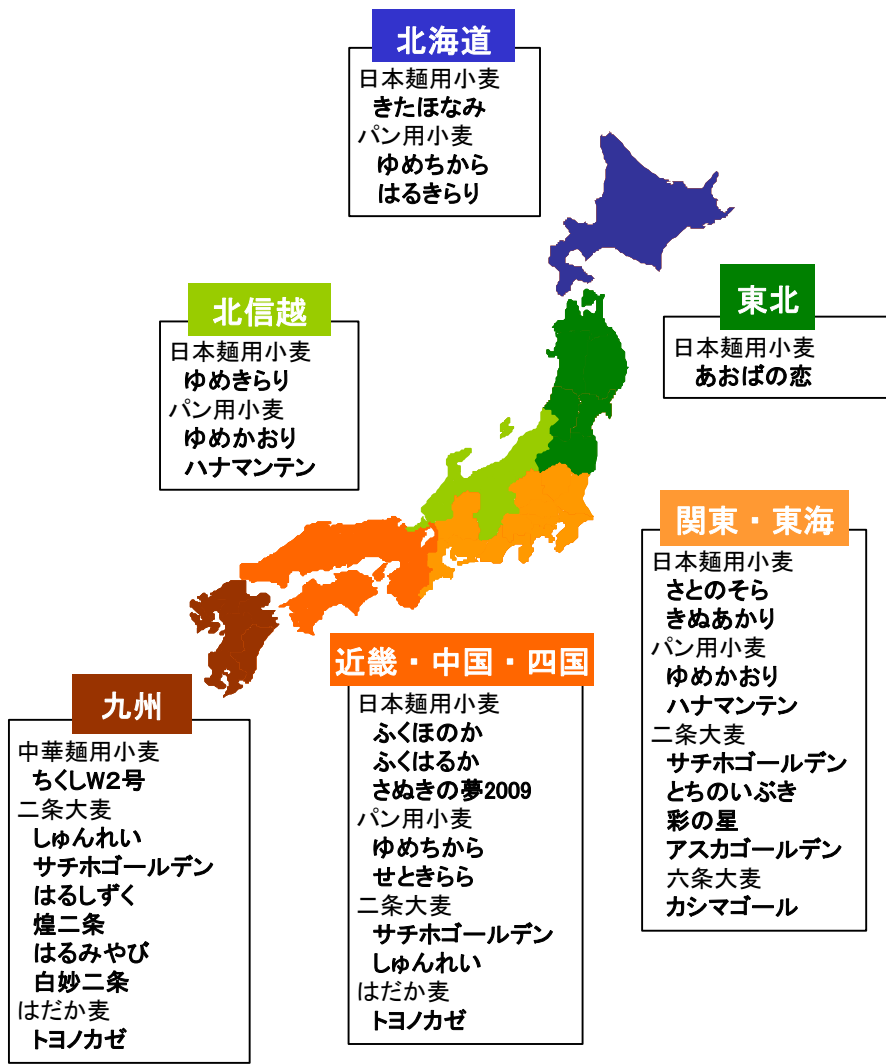 北海道
日本麺用小麦
きたほなみ
パン用小麦
ゆめちから
はるきらり
東北
日本麺用小麦
あおばの恋
北信越
日本麺用小麦
ゆめきらり
パン用小麦
ゆめかおり
ハナマンテン
関東・東海
日本麺用小麦
さとのそら
きぬあかり
パン用小麦
ゆめかおり
ハナマンテン
二条大麦
サチホゴールデン
とちのいぶき
彩の星
アスカゴールデン
六条大麦
カシマゴール
近畿・中国・四国
日本麺用小麦
ふくほのか
ふくはるか
さぬきの夢2009
パン用小麦
ゆめちから
せときらら
二条大麦
サチホゴールデン
しゅんれい
はだか麦
トヨノカゼ
九州
中華麺用小麦
ちくしW2号
二条大麦
しゅんれい
サチホゴールデン
はるしずく
煌二条
はるみやび
白妙二条
はだか麦
トヨノカゼ